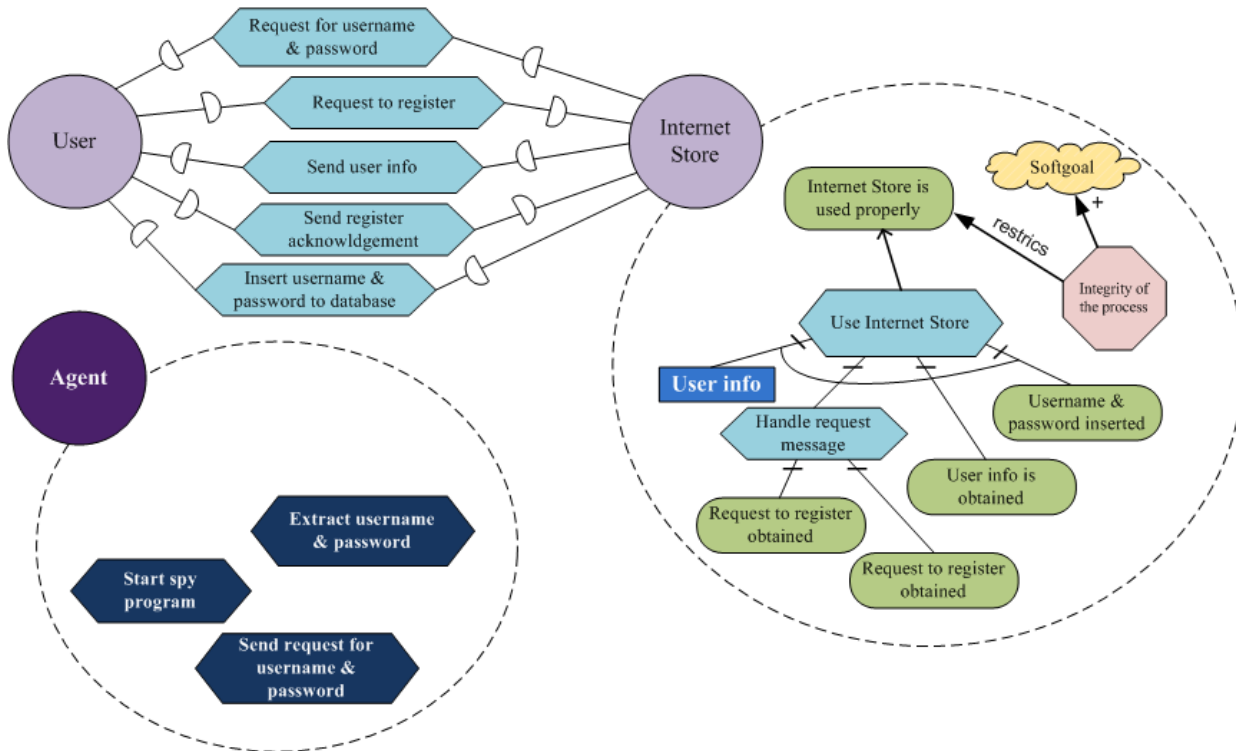 Request for username
& password
Request to register
User
Internet
Store
Send user info
Send register
acknowldgement
Insert username &
password to database
Softgoal
+
Internet Store is
used properly
restrics
Integrity of
the process
Use Internet Store
User info
Username &
password inserted
Handle request
message
User info is
obtained
Request to register
obtained
Request to register
obtained
Agent
Extract username
& password
Start spy
program
Send request for
username &
password